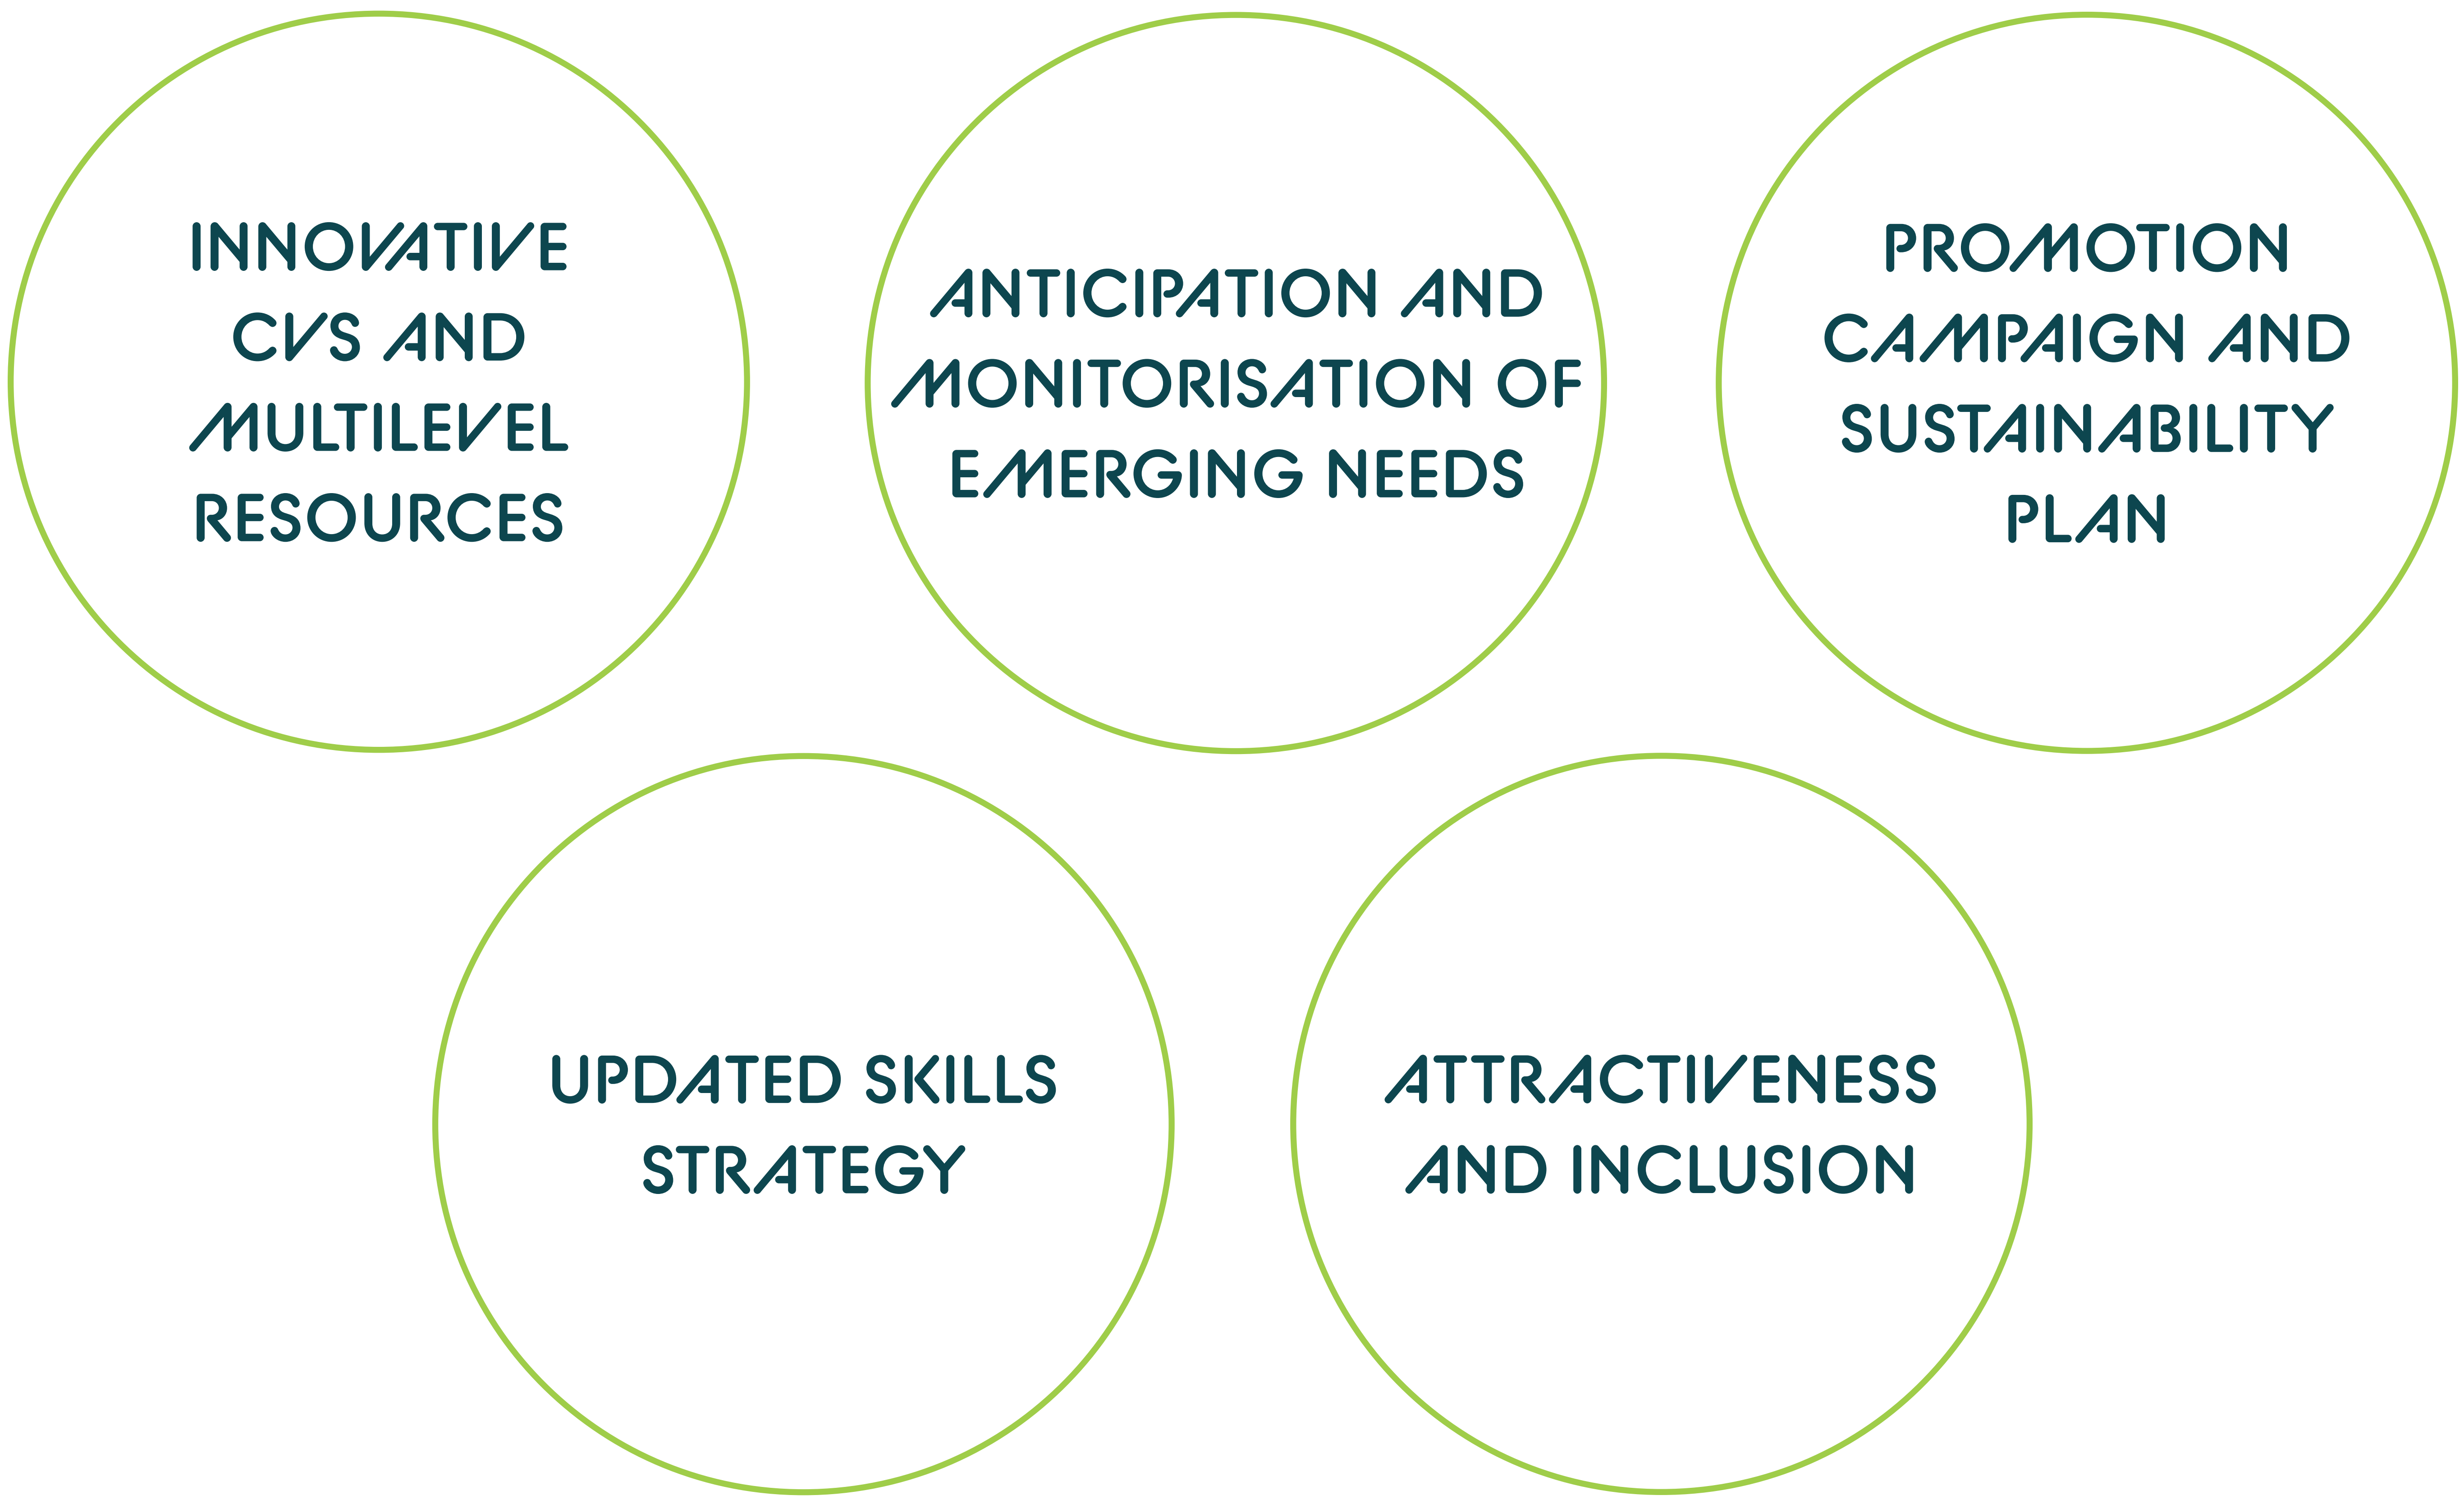 INNOVATIVE
CVS AND
MULTILEVEL
RESOURCES
ANTICIPATION AND
MONITORISATION OF
EMERGING NEEDS
PROMOTION
CAMPAIGN AND
SUSTAINABILITY
PLAN
UPDATED SKILLS
STRATEGY
ATTRACTIVENESS
AND INCLUSION